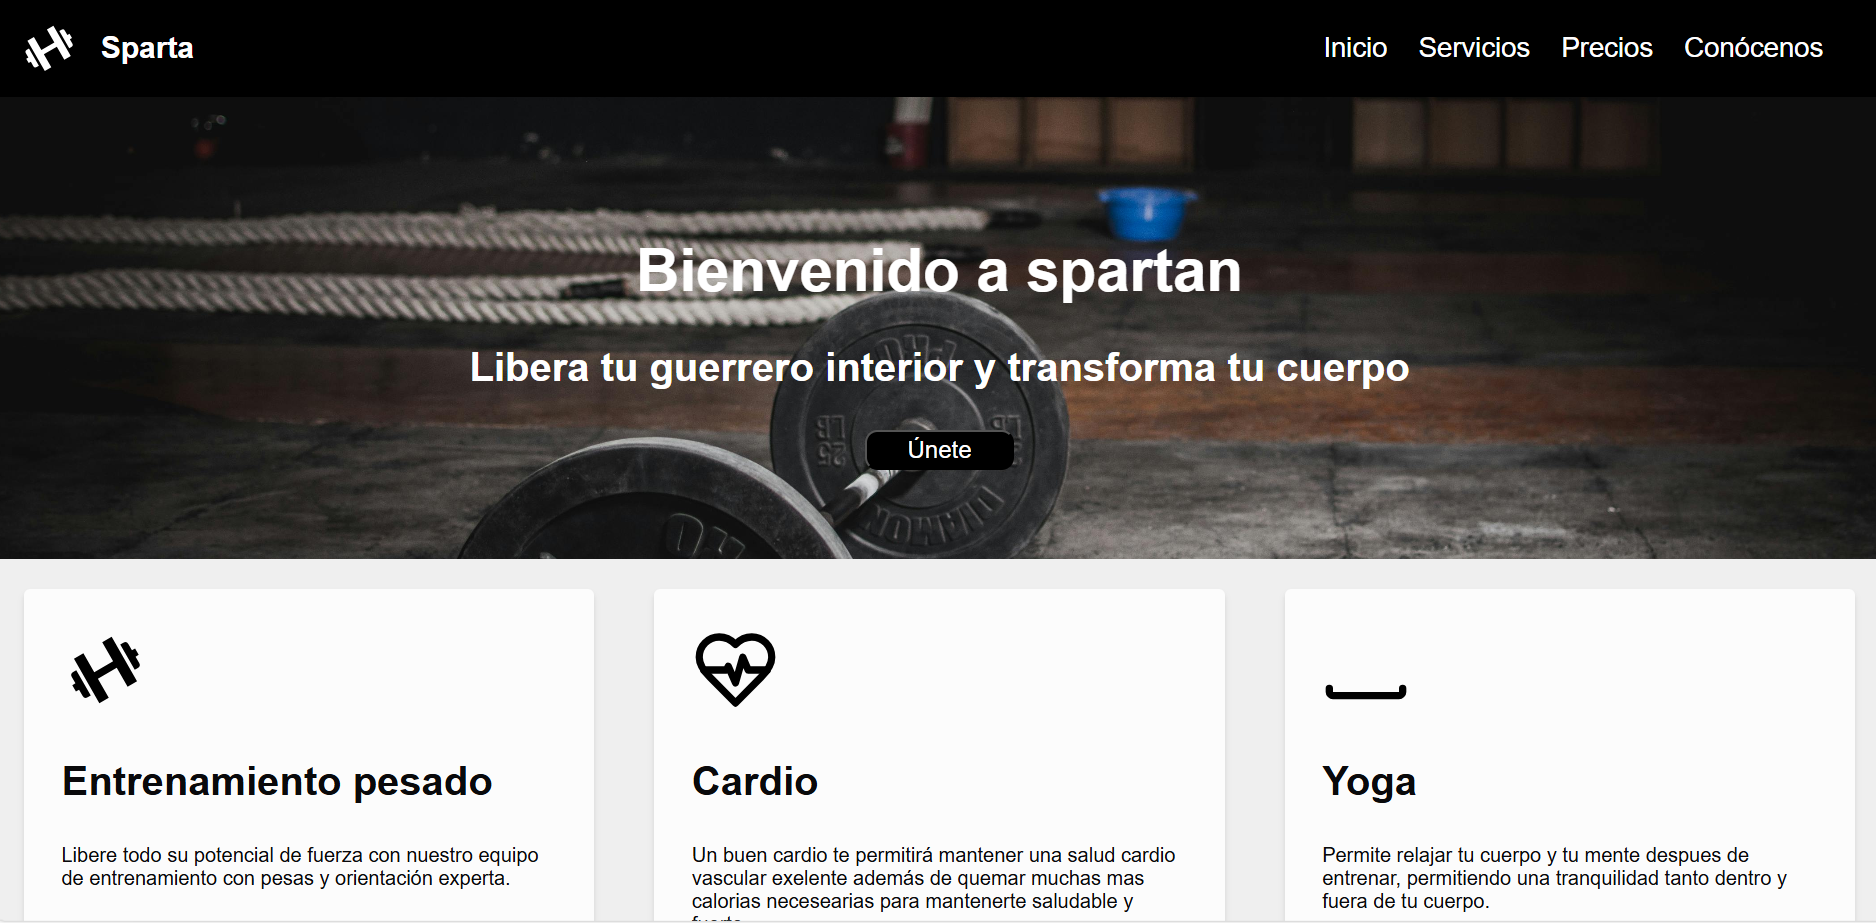 Sparta
Inicio Servicios Precios Conócenos
Bienvenido a spartan
Libera tu guerrero interior y transforma tu cuerpo
Únete
Entrenamiento pesado
Libere todo su potencial de fuerza con nuestro equipo
de entrenamiento con pesas y orientación experta.
Cardio
Un buen cardio te permitirá mantener una salud cardio
vascular exelente además de quemar muchas mas
calorias necesearias para mantenerte saludable y
Yoga
Permite relajar tu cuerpo y tu mente despues de
entrenar, permitiendo una tranquilidad tanto dentro y
fuera de tu cuerpo.